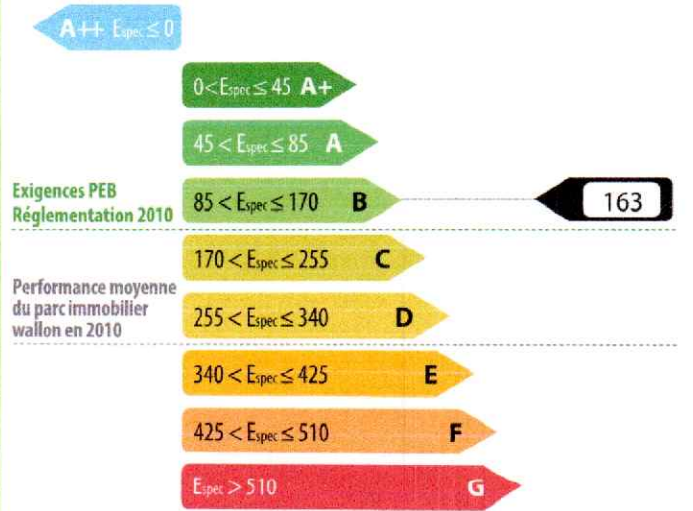 A++ Espec ≤ 0
0 < Espec ≤ 45 A+
45 < Espec ≤ 85 A
Exigences PEB
Réglementation 2010
85 < Espec ≤ 170 B
163
170 < Espec ≤ 255 C
Performance moyenne
du parc immobilier
wallon en 2010
255 < Espec ≤ 340 D
340 < Espec ≤ 425 E
425 < Espec ≤ 510 F
Espec > 510 G